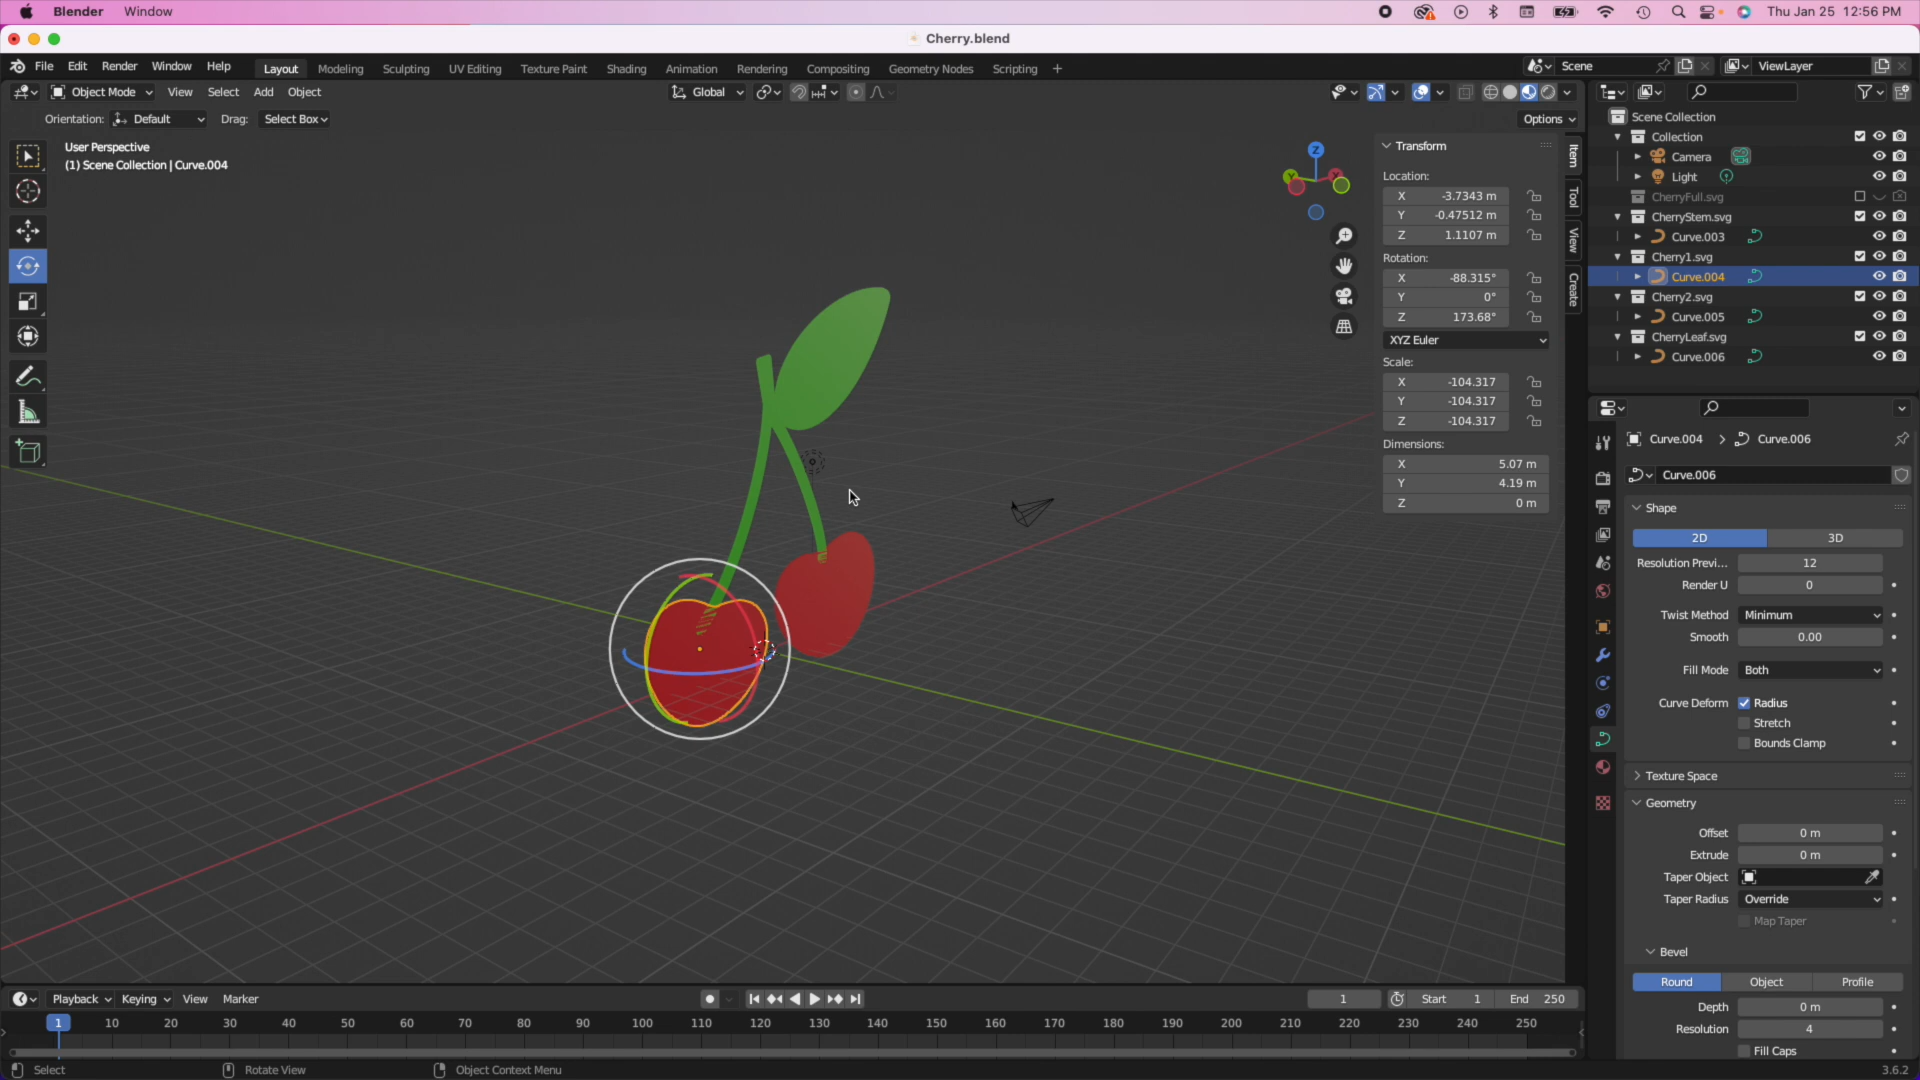 Blender Window Thu Jan 25 12:56 PM
Cherry.blend
File Edit Render Window Help Layout Modeling Sculpting UV Editing Texture Paint Shading Animation Rendering Compositing Geometry Nodes Scripting + Scene ViewLayer
Object Mode View Select Add Object Global
Orientation: Default Drag: Select Box Options
User Perspective
(1) Scene Collection | Curve.004
Z
Y
Transform
Location:
X -3.7343 m
Y -0.47512 m
Z 1.1107 m
Rotation:
X -88.315°
Y 0°
Z 173.68°
XYZ Euler
Scale:
X -104.317
Y -104.317
Z -104.317
Dimensions:
X 5.07 m
Y 4.19 m
Z 0 m
Item
Tool
View
Create
Scene Collection
Collection
Camera
Light
CherryFull.svg
CherryStem.svg
Curve.003
Cherry1.svg
Curve.004
Cherry2.svg
Curve.005
CherryLeaf.svg
Curve.006
Curve.004 > Curve.006
Curve.006
Shape
2D 3D
Resolution Previ... 12
Render U 0
Twist Method Minimum
Smooth 0.00
Fill Mode Both
Curve Deform Radius
Stretch
Bounds Clamp
Texture Space
Geometry
Offset 0 m
Extrude 0 m
Taper Object
Taper Radius Override
Map Taper
Bevel
Round Object Profile
Depth 0 m
Resolution 4
Fill Caps
Playback Keying View Marker 1 Start 1 End 250
1 10 20 30 40 50 60 70 80 90 100 110 120 130 140 150 160 170 180 190 200 210 220 230 240 250
Select Rotate View Object Context Menu 3.6.2